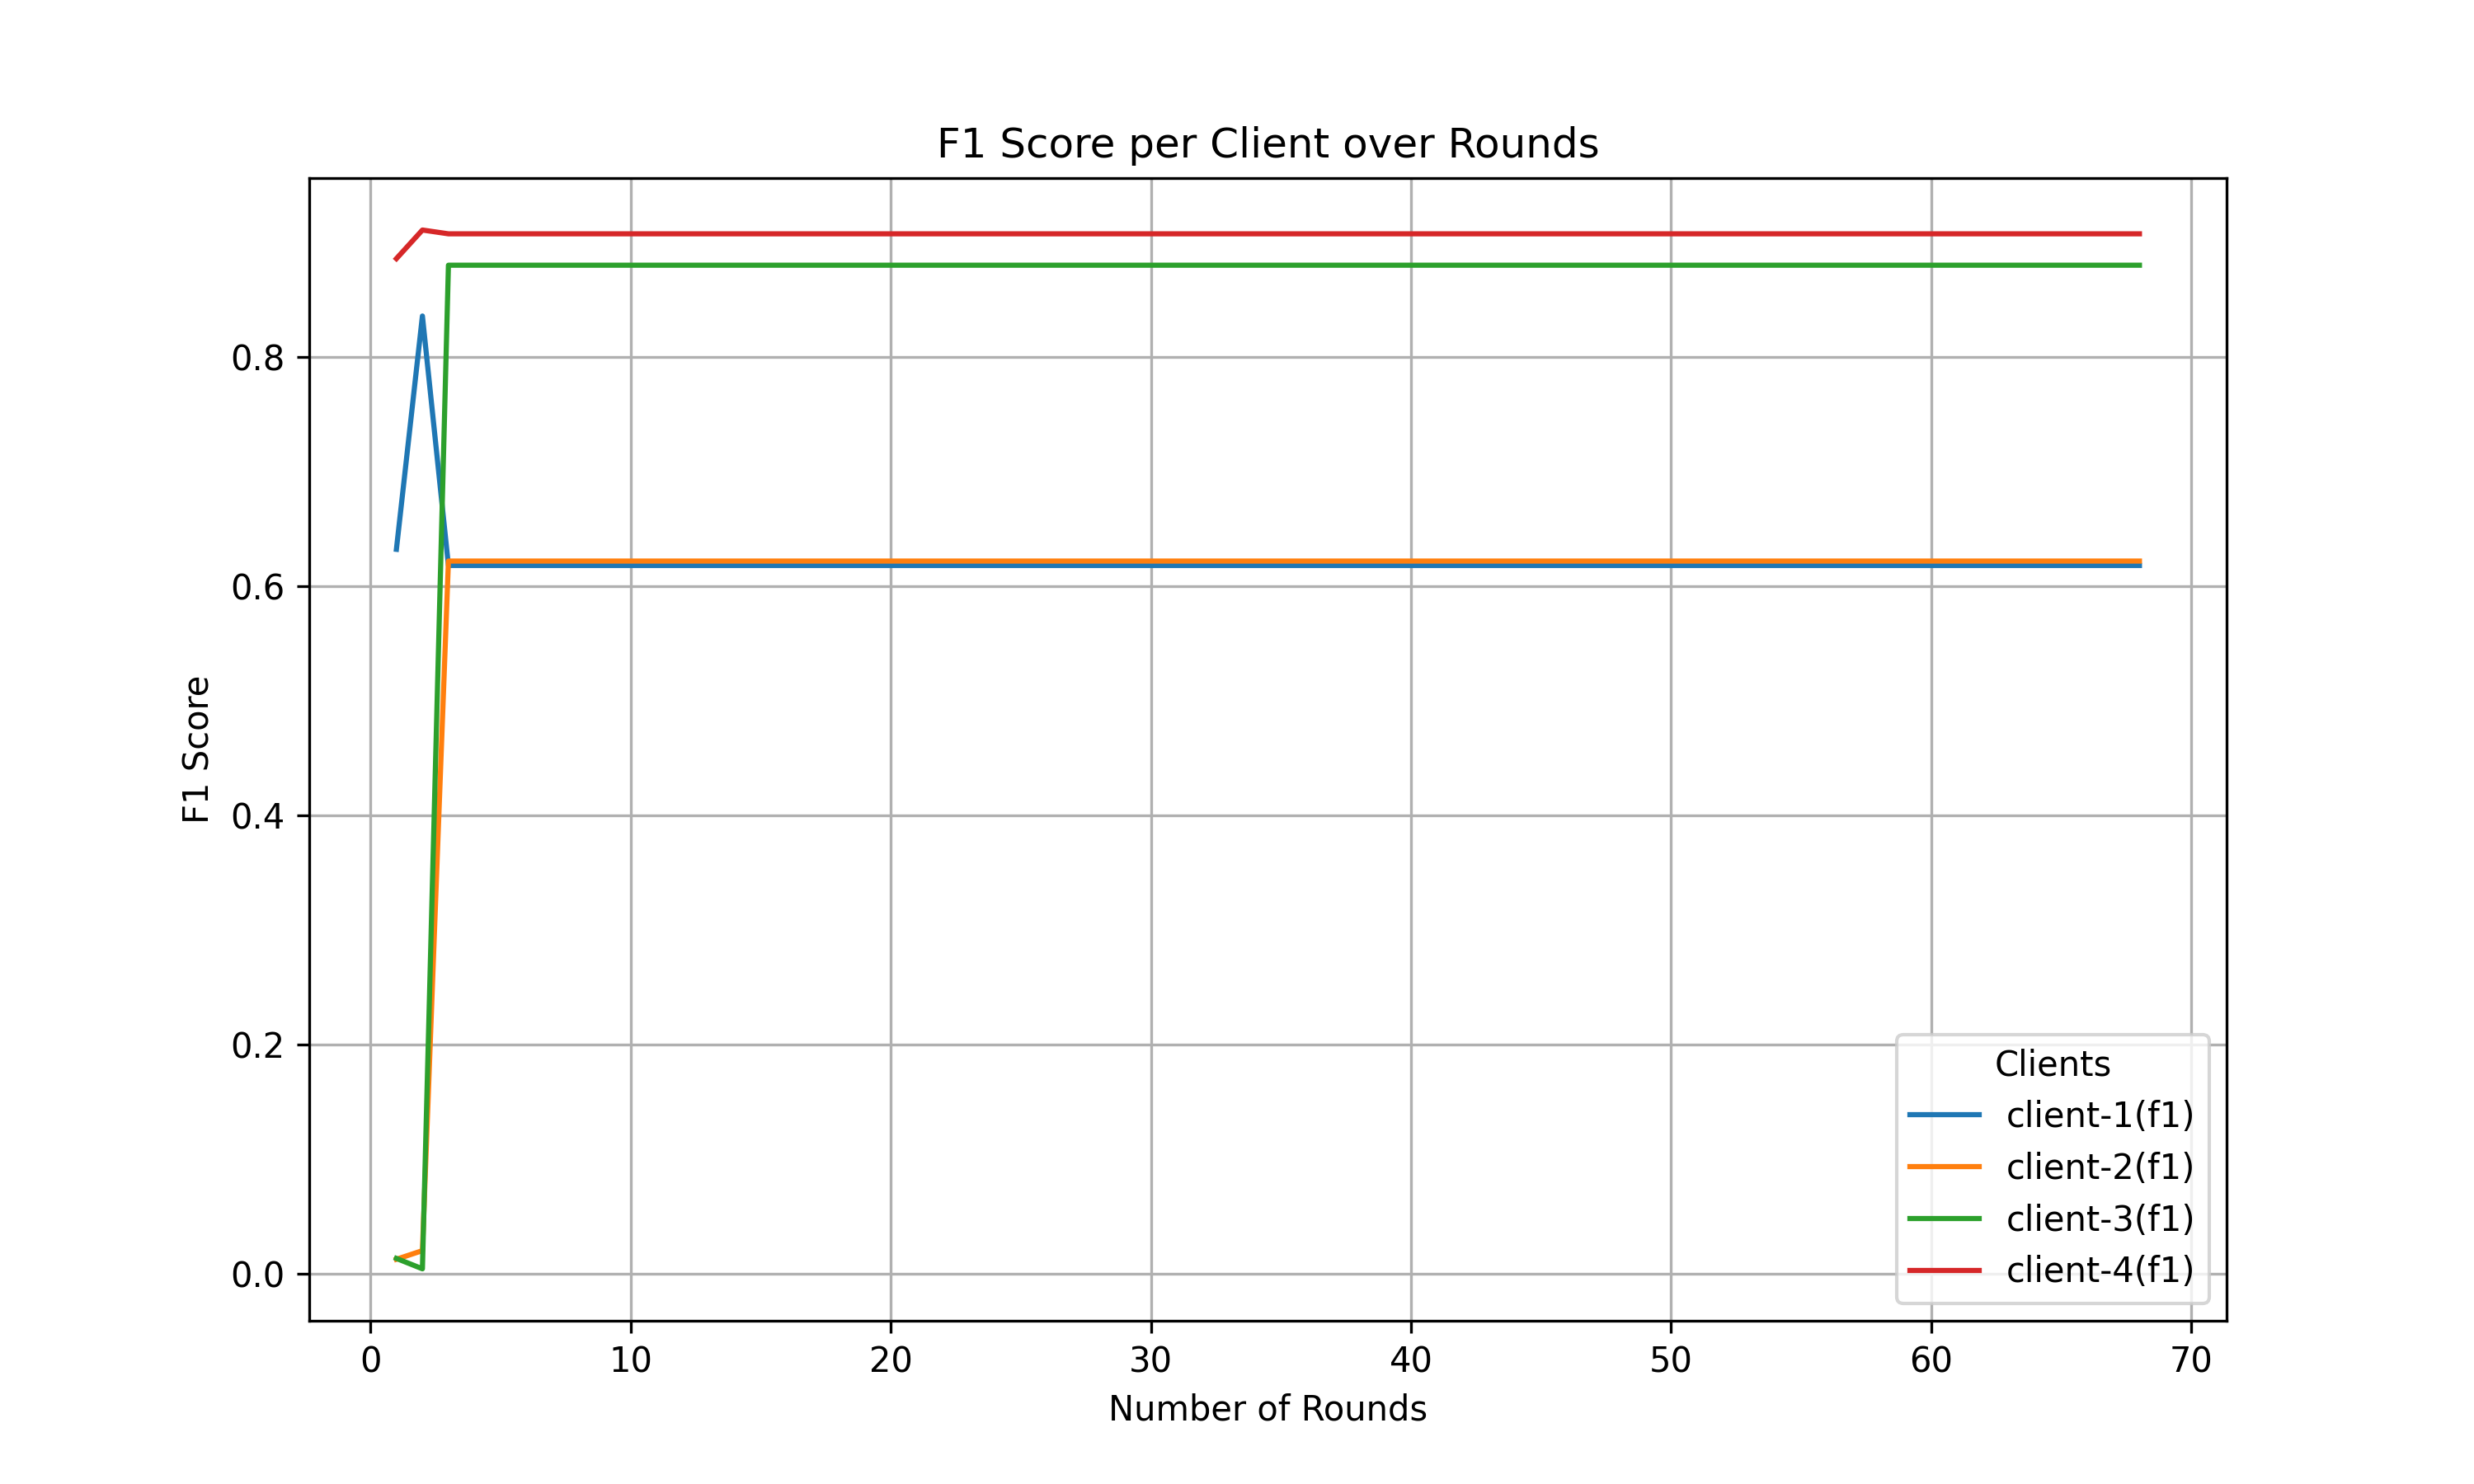 F1 Score per Client over Rounds
F1 Score
0.8
0.6
0.4
0.2
0.0
0 10 20 30 40 50 60 70
Number of Rounds
Clients
client-1(f1)
client-2(f1)
client-3(f1)
client-4(f1)